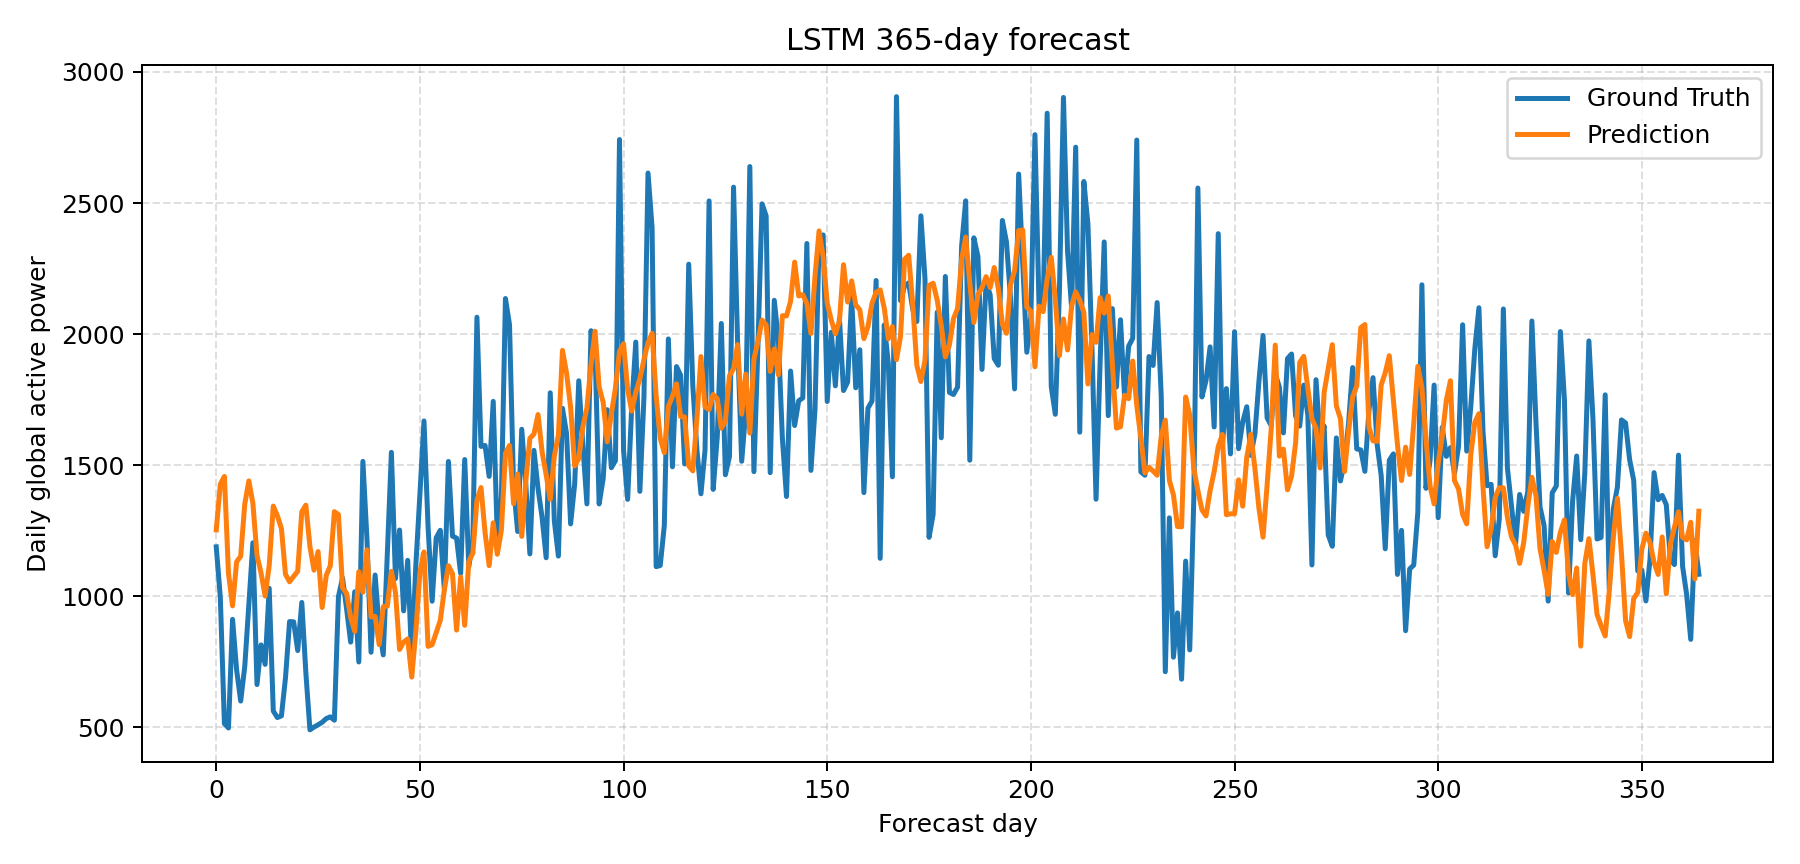 LSTM 365-day forecast
3000
2500
2000
1500
1000
500
Daily global active power
Ground Truth
Prediction
0 50 100 150 200 250 300 350
Forecast day